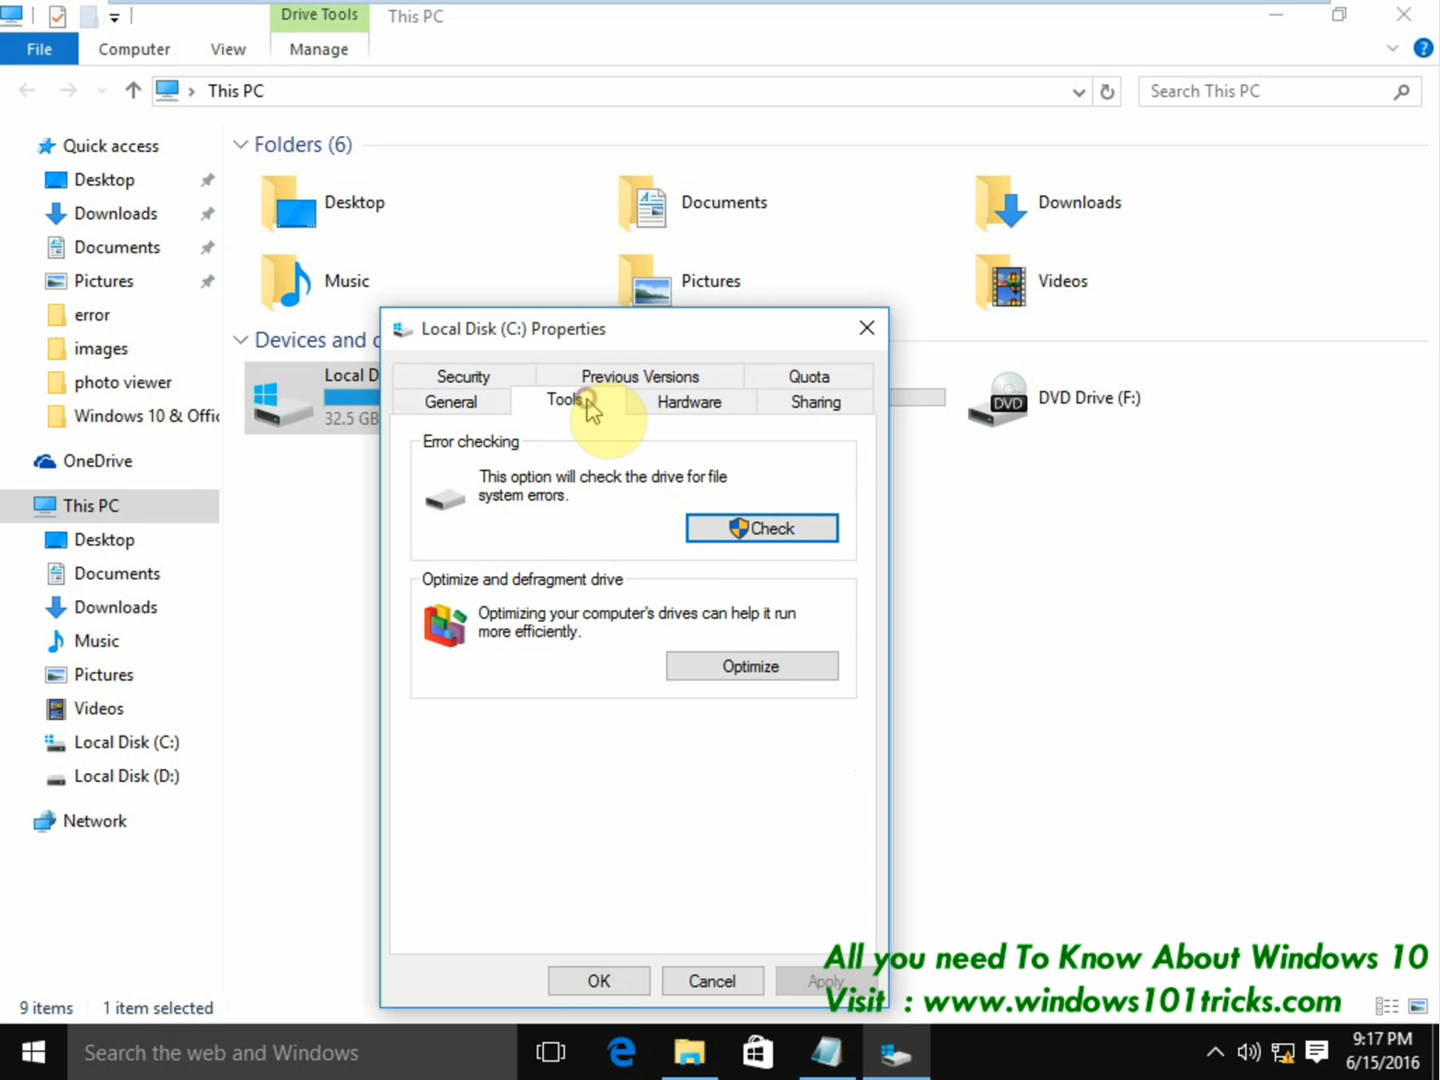 Drive Tools
This PC
File
Computer
View
Manage
This PC
Search This PC
Quick access
Desktop
Downloads
Documents
Pictures
error
images
photo viewer
Windows 10 & Offic
OneDrive
This PC
Desktop
Documents
Downloads
Music
Pictures
Videos
Local Disk (C:)
Local Disk (D:)
Network
Folders (6)
Desktop
Documents
Downloads
Music
Pictures
Videos
Devices and
Local D
32.5 GB
DVD
DVD Drive (F:)
Local Disk (C:) Properties
Security
Previous Versions
Quota
General
Tools
Hardware
Sharing
Error checking
This option will check the drive for file
system errors.
Check
Optimize and defragment drive
Optimizing your computer's drives can help it run
more efficiently.
Optimize
OK
Cancel
Apply
All you need To Know About Windows 10
Visit : www.windows101tricks.com
9 items
1 item selected
Search the web and Windows
9:17 PM
6/15/2016